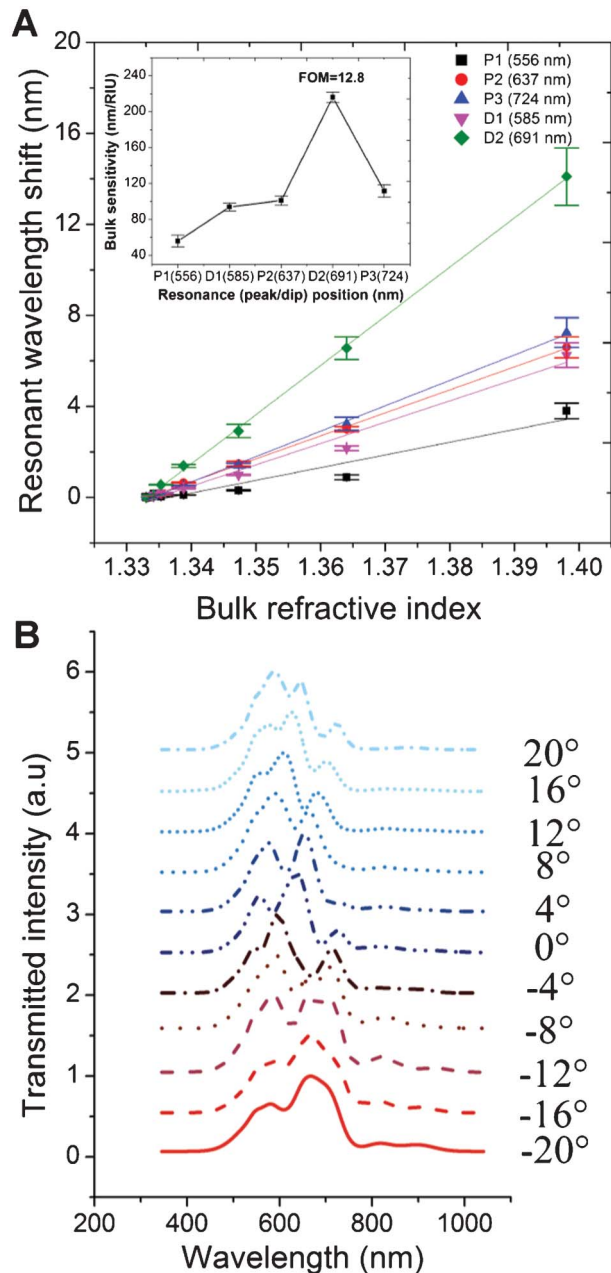 A
Resonant wavelength shift (nm)
20
16
12
8
4
0
1.33 1.34 1.35 1.36 1.37 1.38 1.39 1.40
Bulk refractive index
P1 (556 nm)
P2 (637 nm)
P3 (724 nm)
D1 (585 nm)
D2 (691 nm)
Bulk sensitivity (nm/RIU)
240
200
160
120
80
40
FOM=12.8
P1(556) D1(585) P2(637) D2(691) P3(724)
Resonance (peak/dip) position (nm)
B
Transmitted intensity (a.u)
6
5
4
3
2
1
0
200 400 600 800 1000
Wavelength (nm)
20°
16°
12°
8°
4°
0°
-4°
-8°
-12°
-16°
-20°